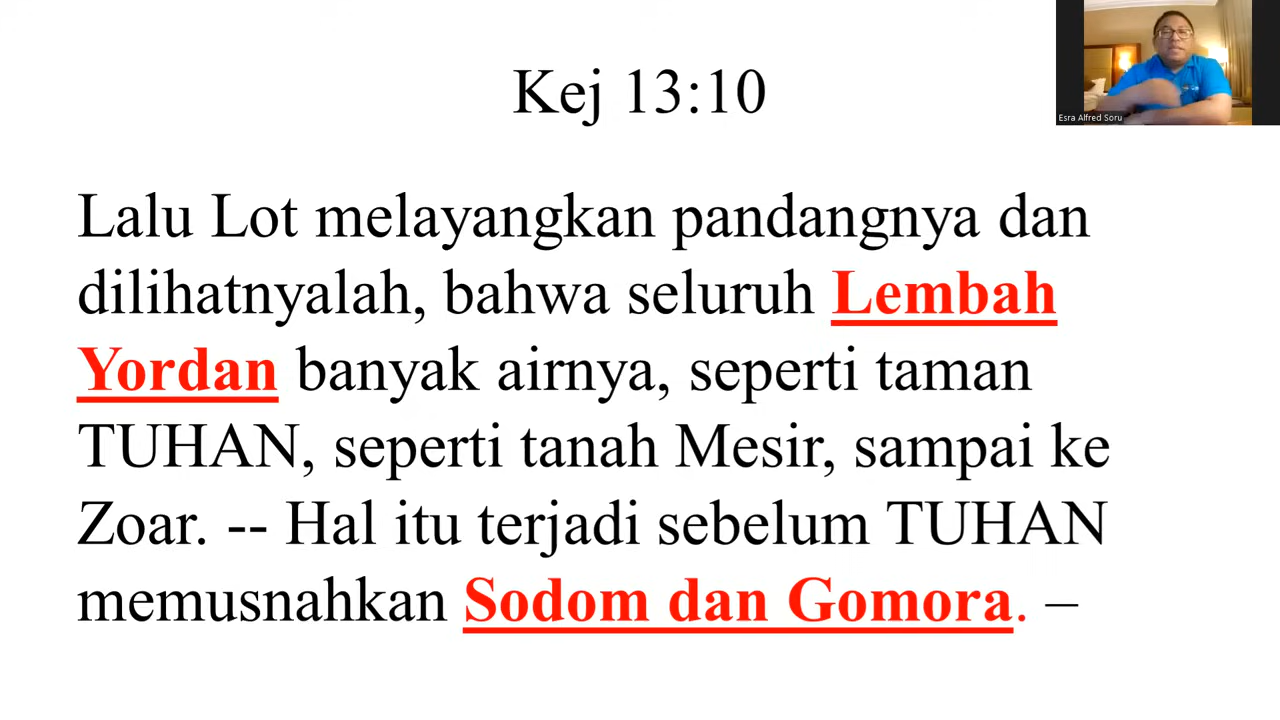 Kej 13:10
Esra Alfred Soru
Lalu Lot melayangkan pandangnya dan
dilihatnyalah, bahwa seluruh Lembah
Yordan banyak airnya, seperti taman
TUHAN, seperti tanah Mesir, sampai ke
Zoar. -- Hal itu terjadi sebelum TUHAN
memusnahkan Sodom dan Gomora. –